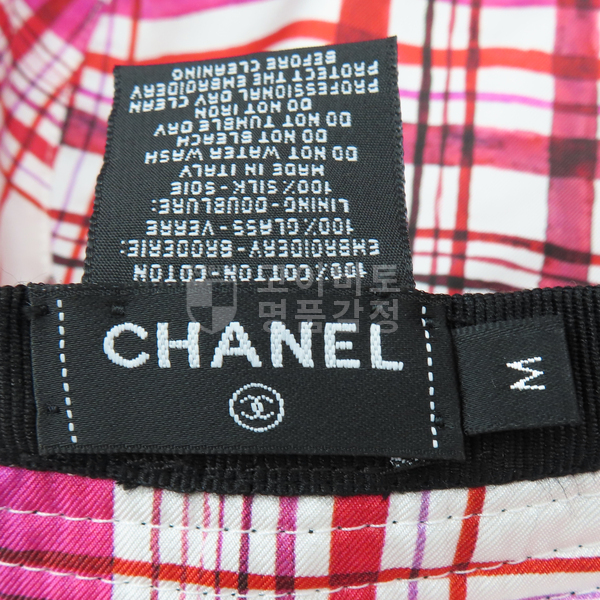 100% COTTON-COTON
EMBROIDERY-BRODERIE:
100% GLASS-VERRE
LINING-DOUBLURE:
100% SILK-SOIE
MADE IN ITALY
DO NOT WATER WASH
DO NOT BLEACH
DO NOT TUMBLE DRY
DO NOT IRON
PROFESSIONAL DRY CLEAN
PROTECT THE EMBROIDERY
BEFORE CLEANING
고이비토
명품감정
CHANEL
M